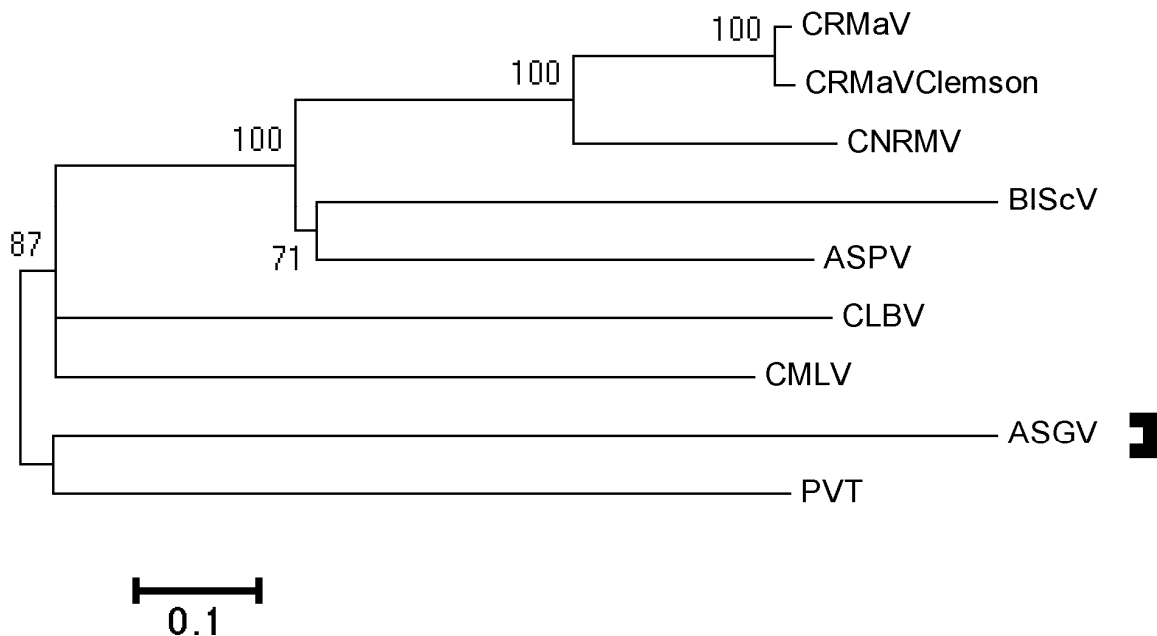 100 CRMaV
100 CRMaVClemson
100 CNRMV
BlScV
87
71 ASPV
CLBV
CMLV
ASGV
PVT
0.1